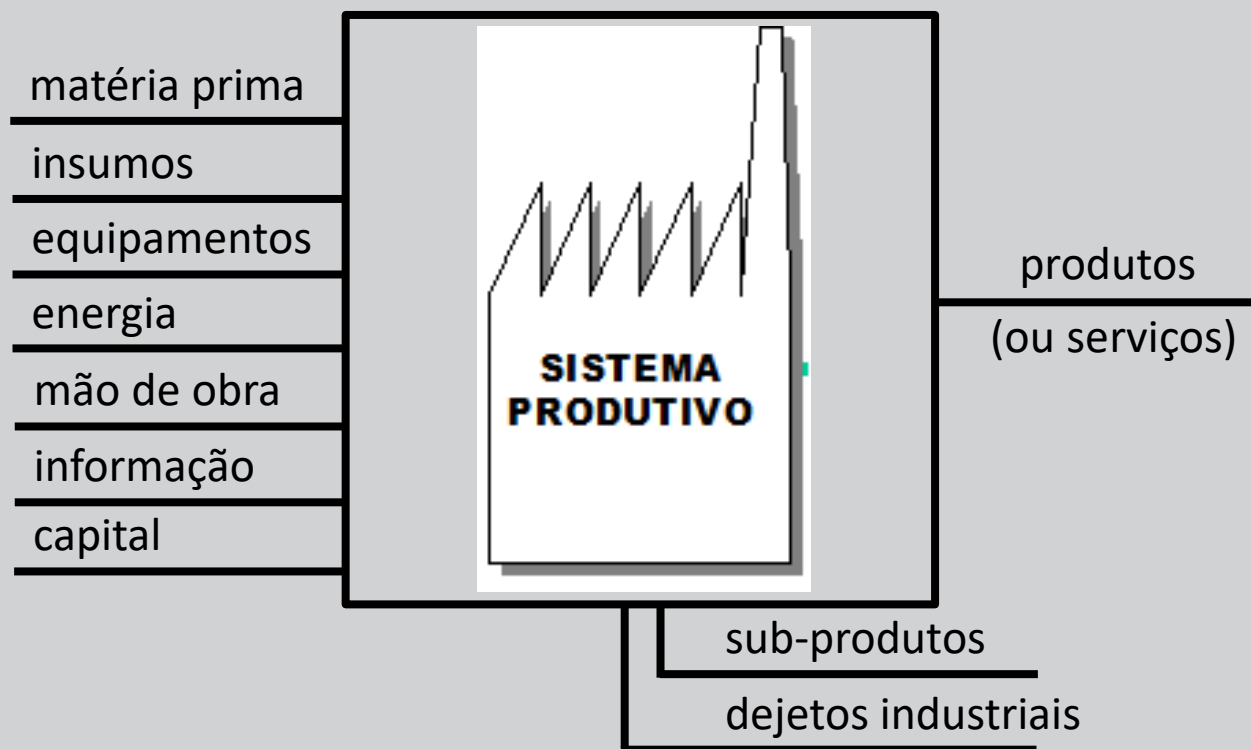 matéria prima
insumos
equipamentos
energia
mão de obra
informação
capital
SISTEMA
PRODUTIVO
produtos
(ou serviços)
sub-produtos
dejetos industriais